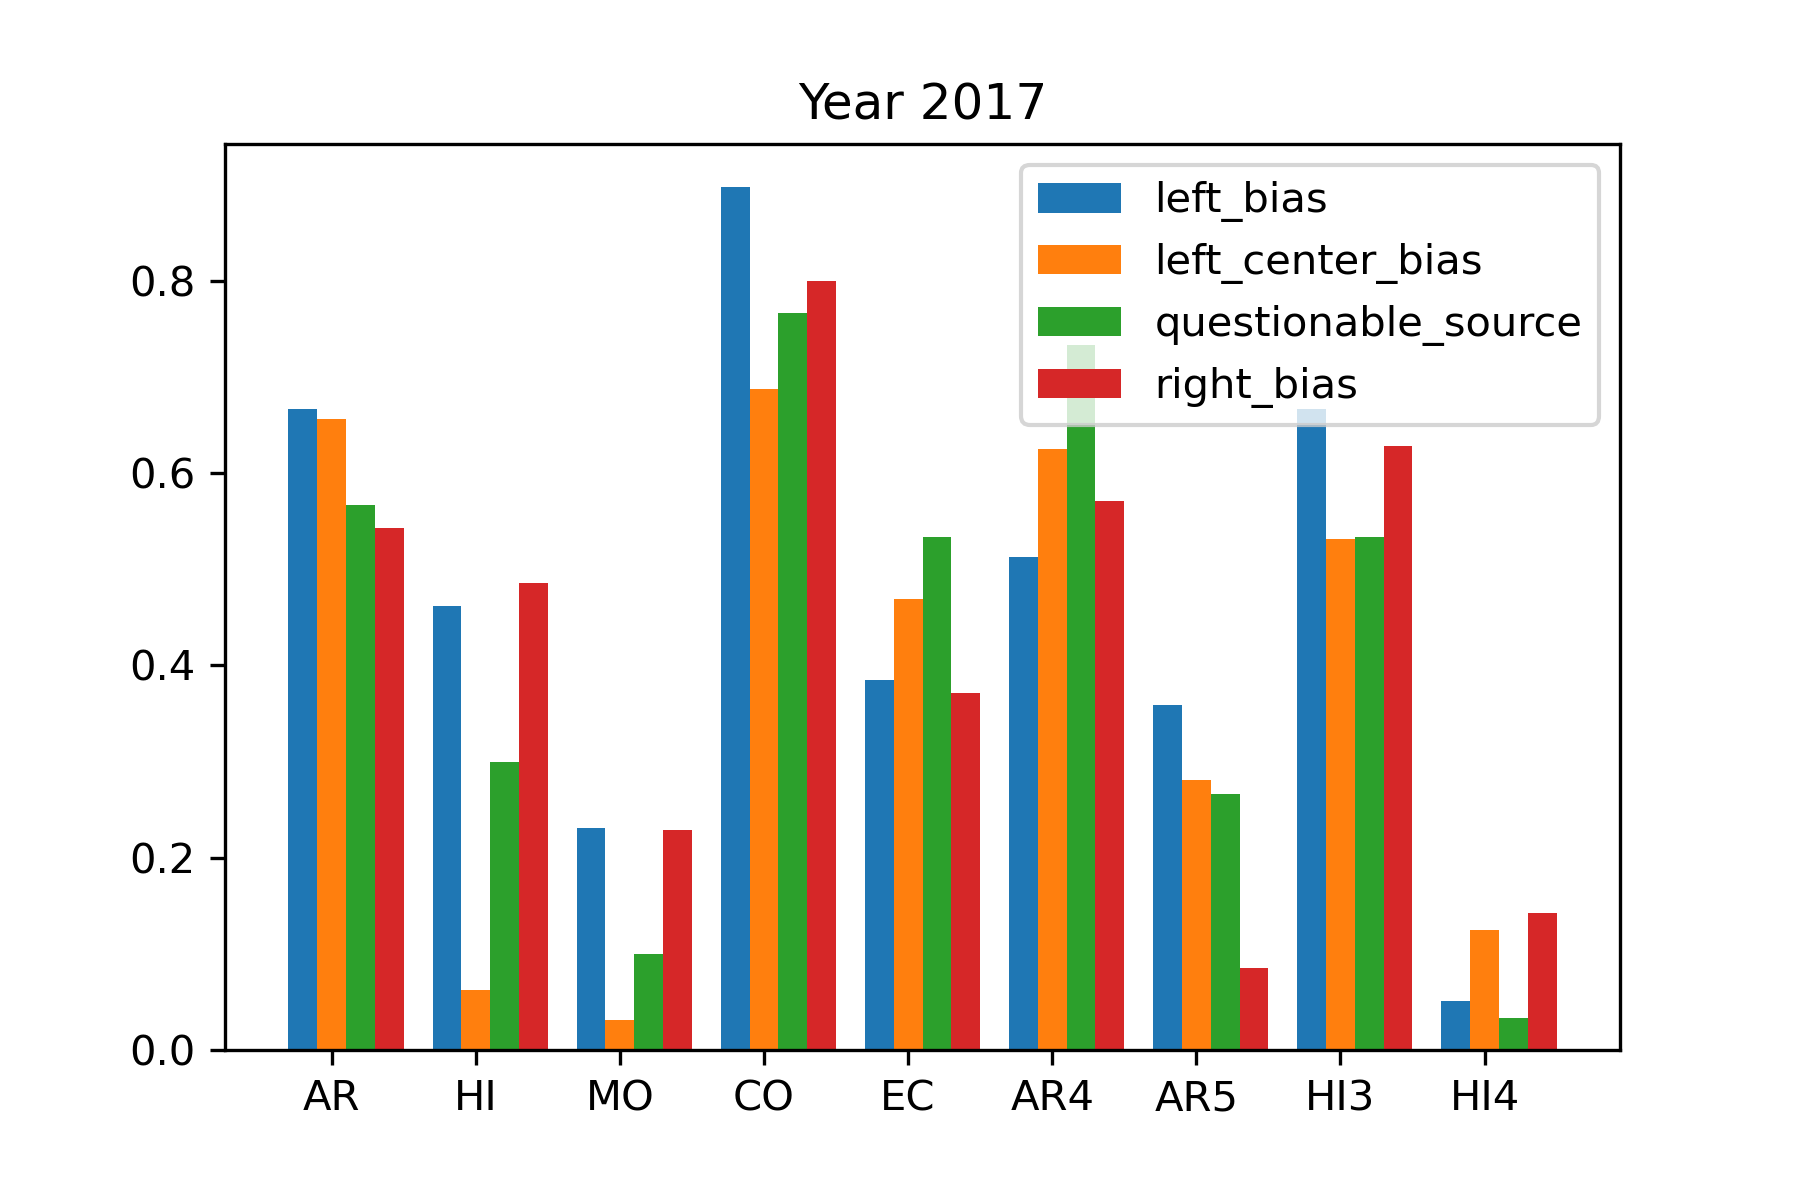 Year 2017
left_bias
left_center_bias
questionable_source
right_bias
0.8
0.6
0.4
0.2
0.0
AR HI MO CO EC AR4 AR5 HI3 HI4